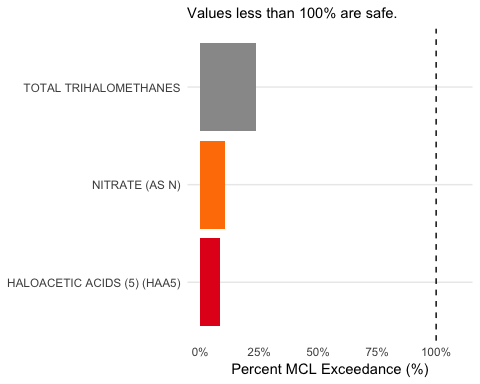 Values less than 100% are safe.
TOTAL TRIHALOMETHANES
NITRATE (AS N)
HALOACETIC ACIDS (5) (HAA5)
0% 25% 50% 75% 100%
Percent MCL Exceedance (%)